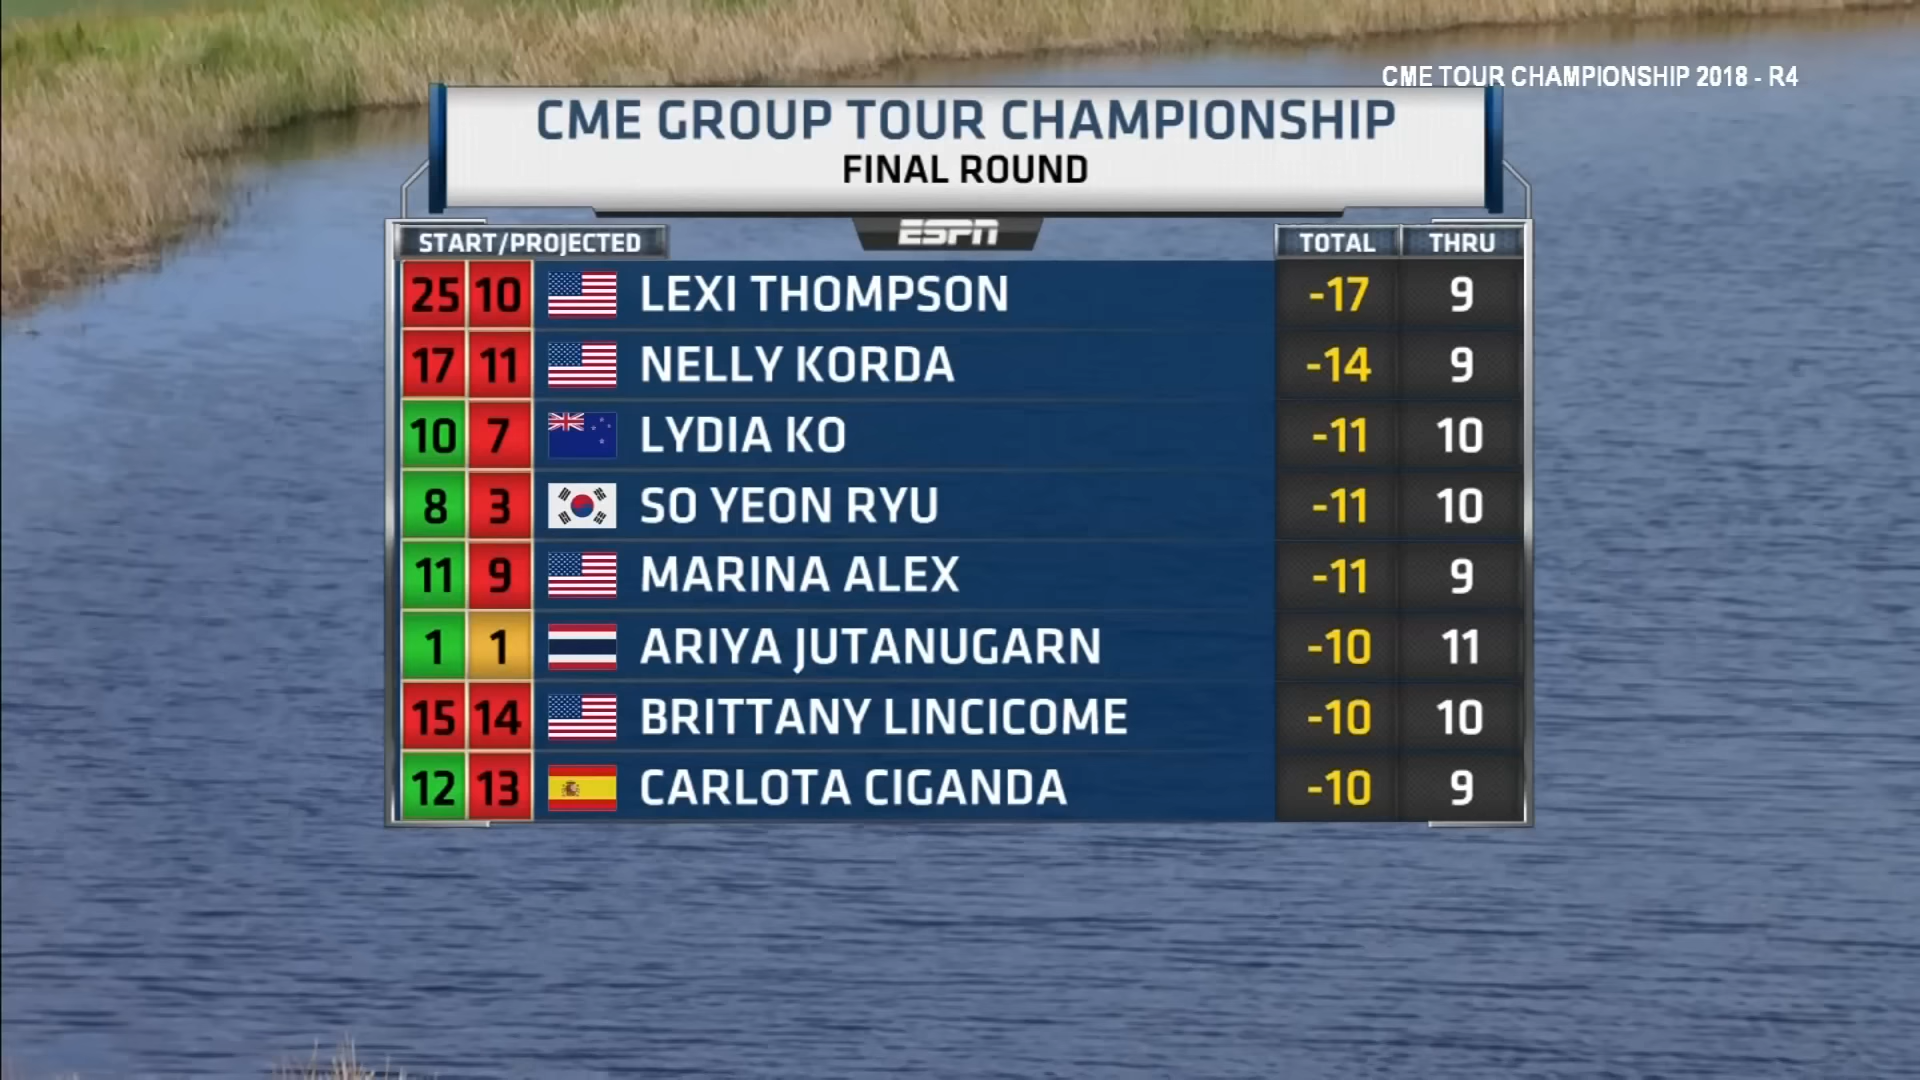 CME TOUR CHAMPIONSHIP 2018 - R4
CME GROUP TOUR CHAMPIONSHIP
FINAL ROUND
ESPN
START/PROJECTED TOTAL THRU
25 10 LEXI THOMPSON -17 9
17 11 NELLY KORDA -14 9
10 7 LYDIA KO -11 10
8 3 SO YEON RYU -11 10
11 9 MARINA ALEX -11 9
1 1 ARIYA JUTANUGARN -10 11
15 14 BRITTANY LINCICOME -10 10
12 13 CARLOTA CIGANDA -10 9